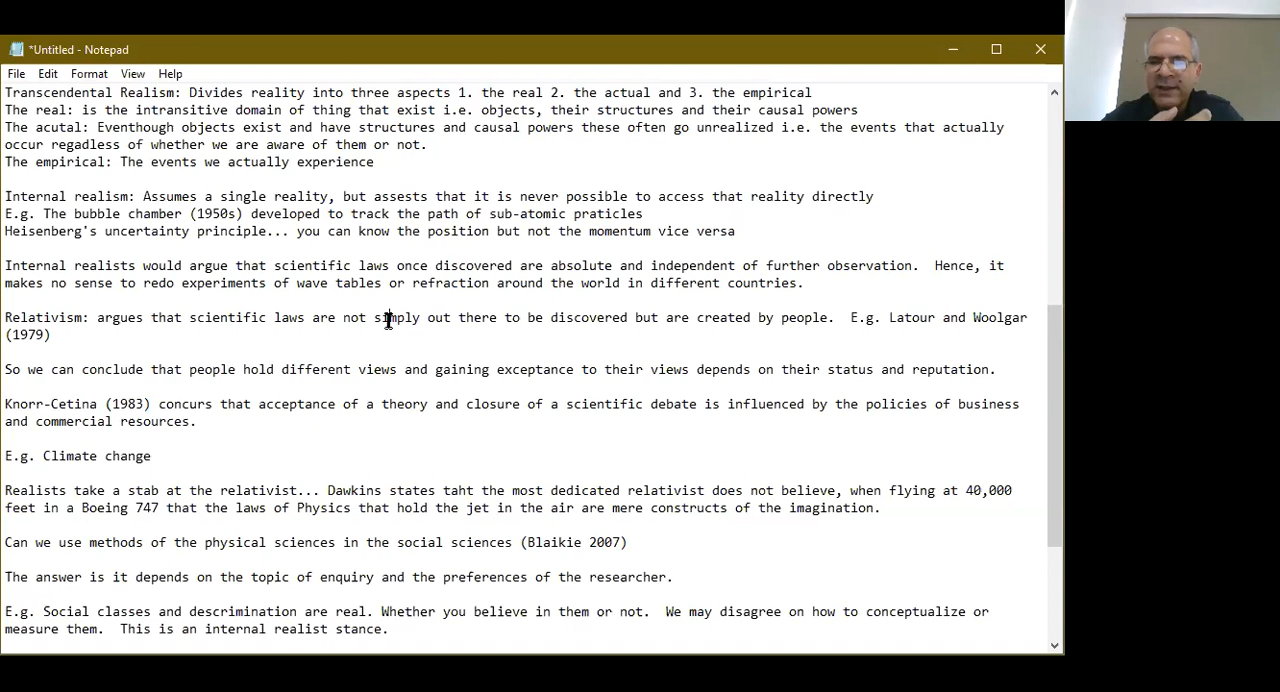 *Untitled - Notepad
File Edit Format View Help
Transcendental Realism: Divides reality into three aspects 1. the real 2. the actual and 3. the empirical
The real: is the intransitive domain of thing that exist i.e. objects, their structures and their causal powers
The acutal: Eventhough objects exist and have structures and causal powers these often go unrealized i.e. the events that actually
occur regadless of whether we are aware of them or not.
The empirical: The events we actually experience
Internal realism: Assumes a single reality, but assests that it is never possible to access that reality directly
E.g. The bubble chamber (1950s) developed to track the path of sub-atomic praticles
Heisenberg's uncertainty principle... you can know the position but not the momentum vice versa
Internal realists would argue that scientific laws once discovered are absolute and independent of further observation.  Hence, it
makes no sense to redo experiments of wave tables or refraction around the world in different countries.
Relativism: argues that scientific laws are not simply out there to be discovered but are created by people.  E.g. Latour and Woolgar
(1979)
So we can conclude that people hold different views and gaining exceptance to their views depends on their status and reputation.
Knorr-Cetina (1983) concurs that acceptance of a theory and closure of a scientific debate is influenced by the policies of business
and commercial resources.
E.g. Climate change
Realists take a stab at the relativist... Dawkins states taht the most dedicated relativist does not believe, when flying at 40,000
feet in a Boeing 747 that the laws of Physics that hold the jet in the air are mere constructs of the imagination.
Can we use methods of the physical sciences in the social sciences (Blaikie 2007)
The answer is it depends on the topic of enquiry and the preferences of the researcher.
E.g. Social classes and descrimination are real. Whether you believe in them or not.  We may disagree on how to conceptualize or
measure them.  This is an internal realist stance.